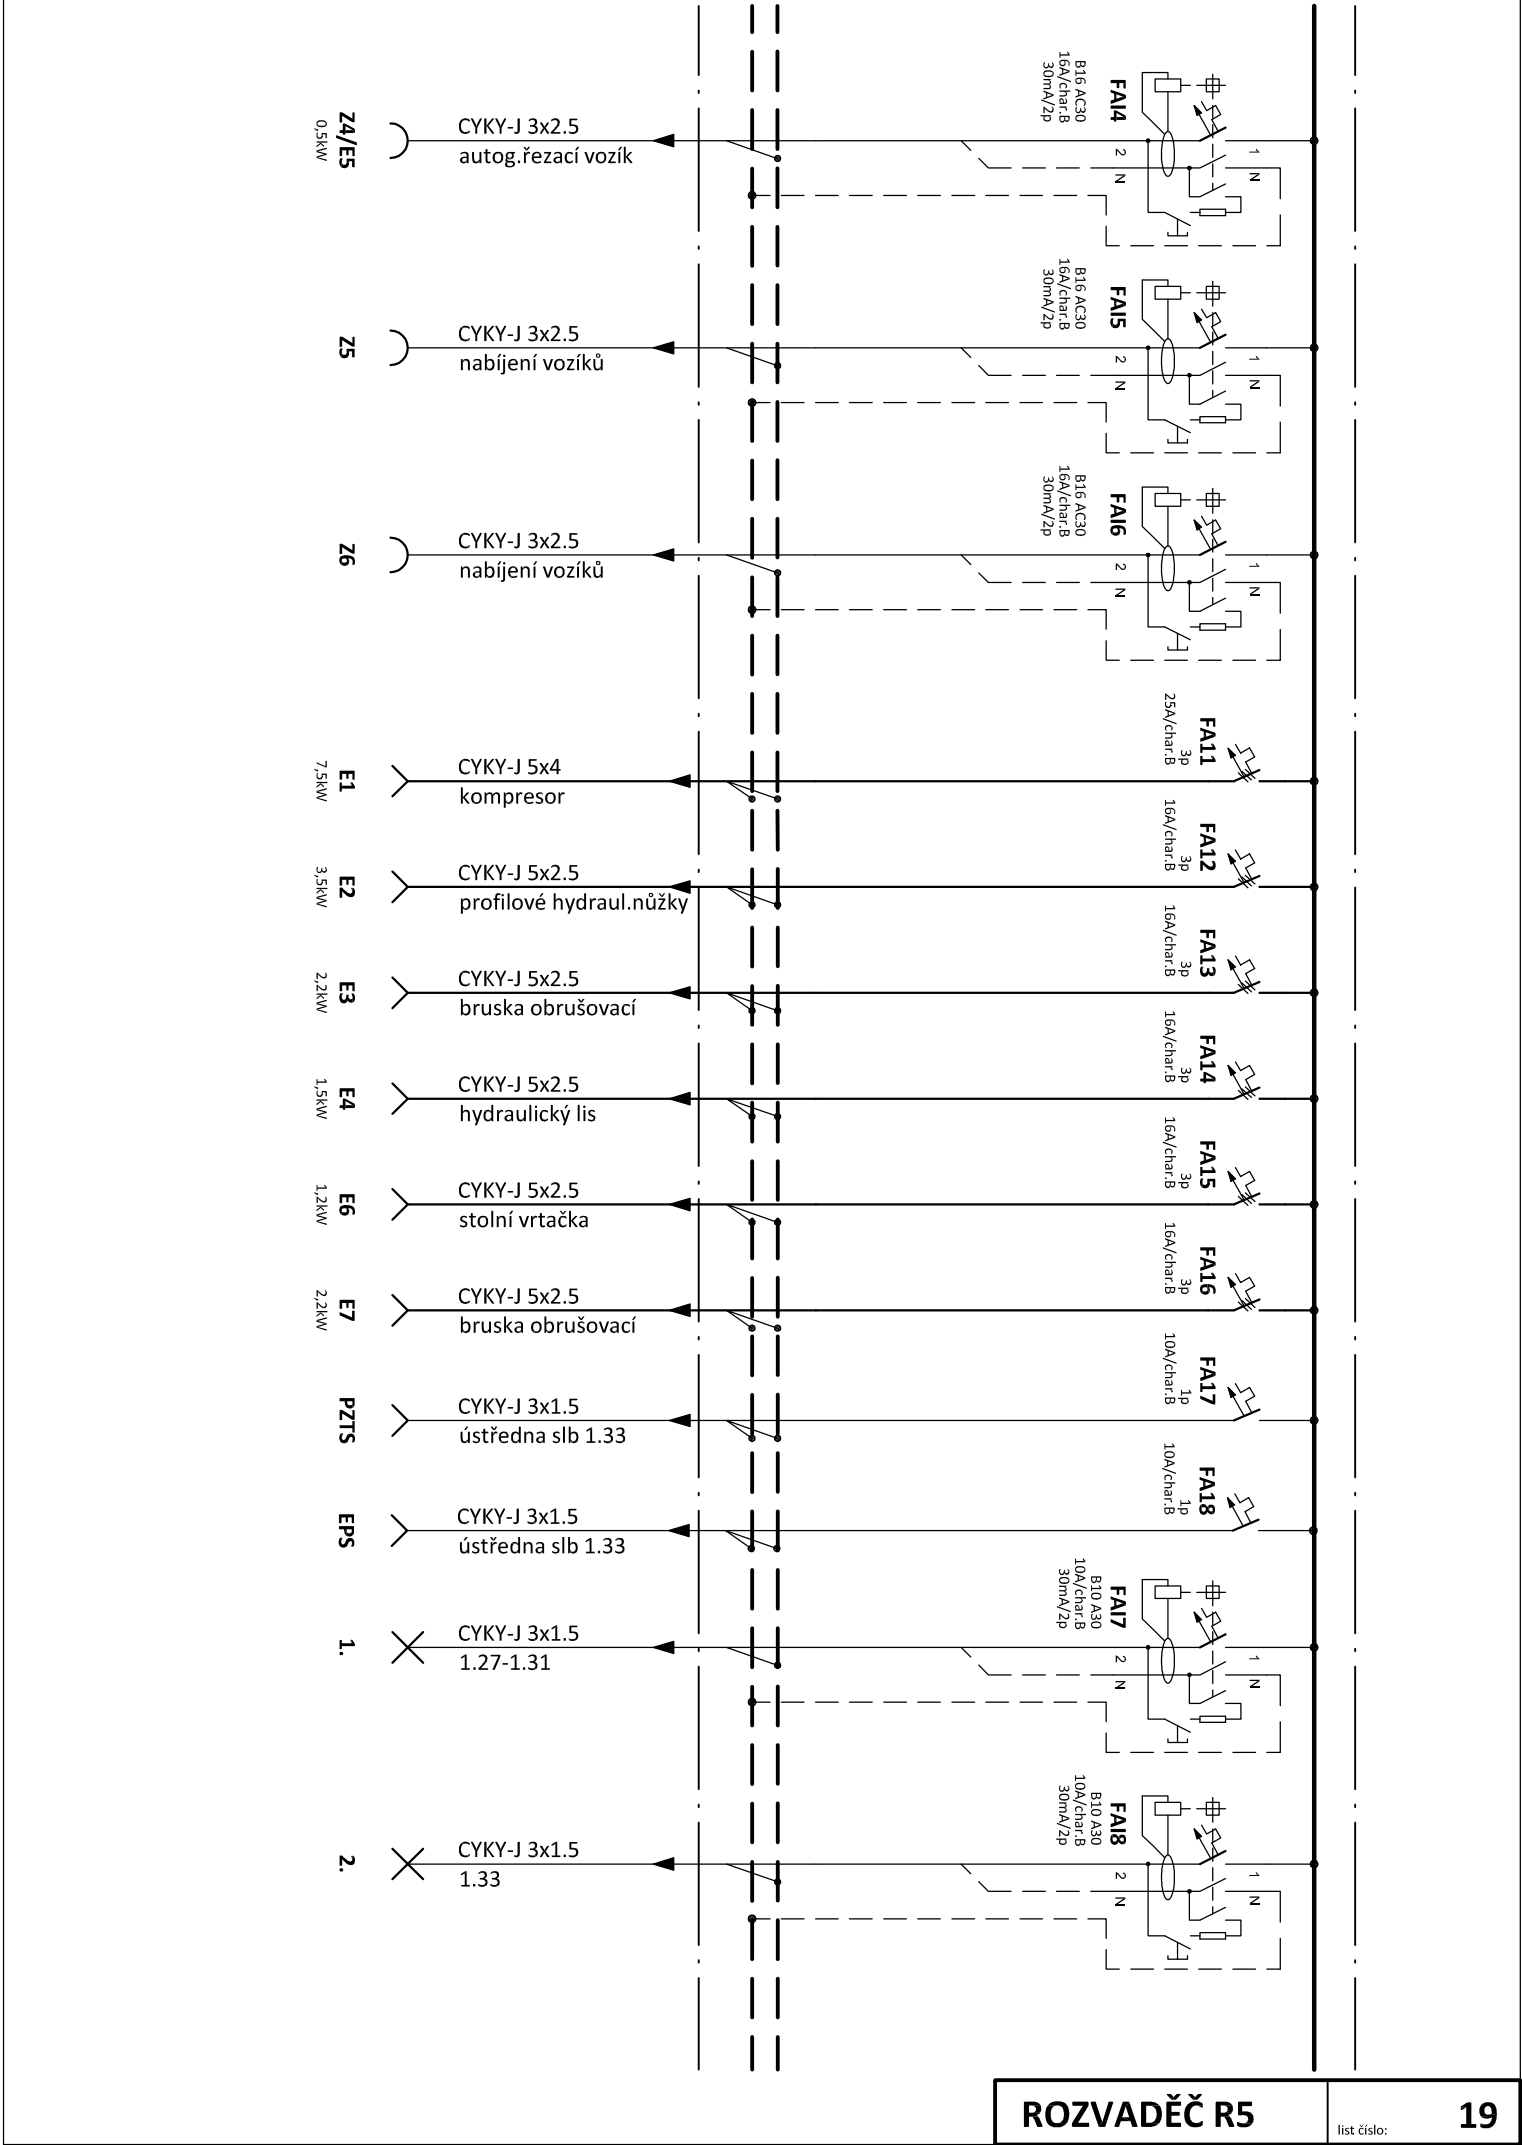 B16 AC30
16A/char.B
30mA/2p
FAI4
1
N
2
N
CYKY-J 3x2.5
autog.řezací vozík
Z4/E5
0,5kW
B16 AC30
16A/char.B
30mA/2p
FAI5
1
N
2
N
CYKY-J 3x2.5
nabíjení vozíků
Z5
B16 AC30
16A/char.B
30mA/2p
FAI6
1
N
2
N
CYKY-J 3x2.5
nabíjení vozíků
Z6
FA11
3p
25A/char.B
CYKY-J 5x4
kompresor
E1
7,5kW
FA12
3p
16A/char.B
CYKY-J 5x2.5
profilové hydraul.nůžky
E2
3,5kW
FA13
3p
16A/char.B
CYKY-J 5x2.5
bruska obrušovací
E3
2,2kW
FA14
3p
16A/char.B
CYKY-J 5x2.5
hydraulický lis
E4
1,5kW
FA15
3p
16A/char.B
CYKY-J 5x2.5
stolní vrtačka
E6
1,2kW
FA16
3p
16A/char.B
CYKY-J 5x2.5
bruska obrušovací
E7
2,2kW
FA17
1p
10A/char.B
CYKY-J 3x1.5
ústředna slb 1.33
PZTS
FA18
1p
10A/char.B
CYKY-J 3x1.5
ústředna slb 1.33
EPS
B10 A30
10A/char.B
30mA/2p
FAI7
1
N
2
N
CYKY-J 3x1.5
1.27-1.31
1.
B10 A30
10A/char.B
30mA/2p
FAI8
1
N
2
N
CYKY-J 3x1.5
1.33
2.
ROZVADĚČ R5
list číslo:
19